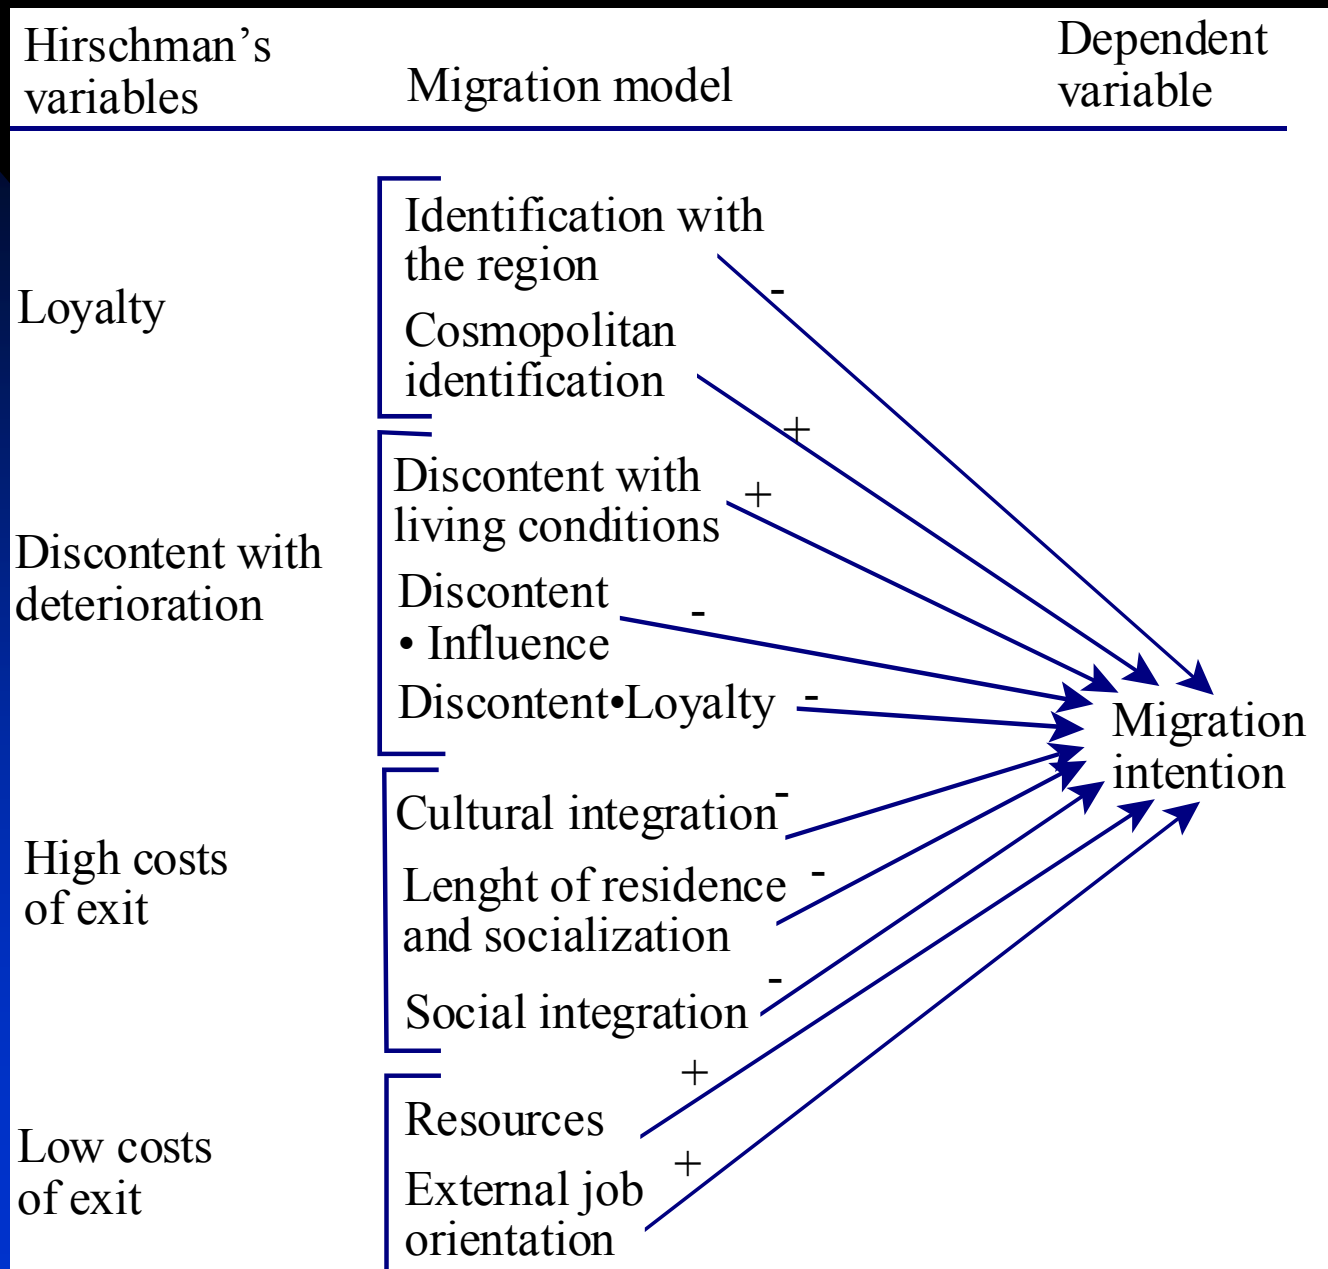 Hirschman’s
variables
Migration model
Dependent
variable
Loyalty
Identification with
the region
-
Cosmopolitan
identification
+
Discontent with
deterioration
Discontent with
living conditions
+
Discontent
• Influence
-
Discontent•Loyalty
-
High costs
of exit
Cultural integration
-
Lenght of residence
and socialization
-
Social integration
-
Low costs
of exit
Resources
+
External job
orientation
+
Migration
intention